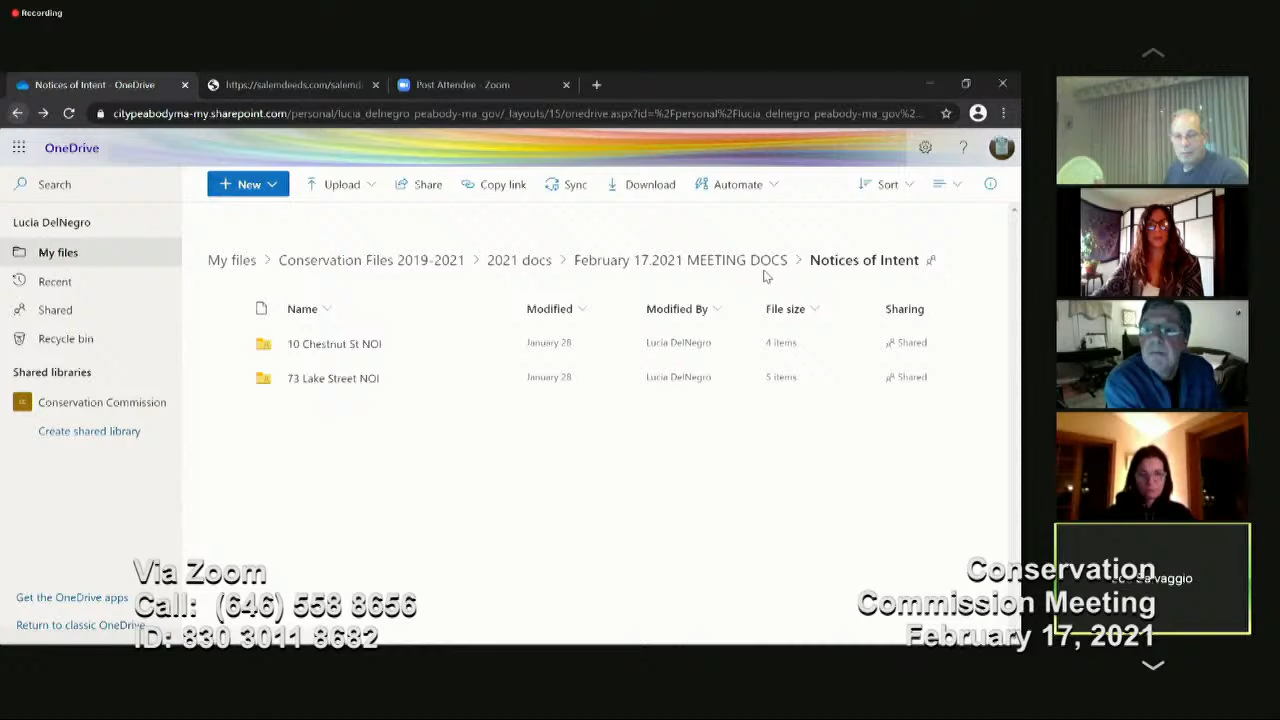 Recording
Notices of Intent - OneDrive
https://salemdeeds.com/salemd
Post Attendee - Zoom
citypeabodyma-my.sharepoint.com/personal/lucia_delnegro_peabody-ma_gov/_layouts/15/onedrive.aspx?id=%2Fpersonal%2Flucia_delnegro_peabody-ma_gov%2...
OneDrive
Search
New
Upload
Share
Copy link
Sync
Download
Automate
Sort
Lucia DelNegro
My files
Recent
Shared
Recycle bin
Shared libraries
CC Conservation Commission
Create shared library
Get the OneDrive apps
Return to classic OneDrive
My files > Conservation Files 2019-2021 > 2021 docs > February 17.2021 MEETING DOCS > Notices of Intent
Name Modified Modified By File size Sharing
10 Chestnut St NOI January 28 Lucia DelNegro 4 items Shared
73 Lake Street NOI January 28 Lucia DelNegro 5 items Shared
Via Zoom
Call: (646) 558 8656
ID: 830 3011 8682
Conservation
Commission Meeting
February 17, 2021